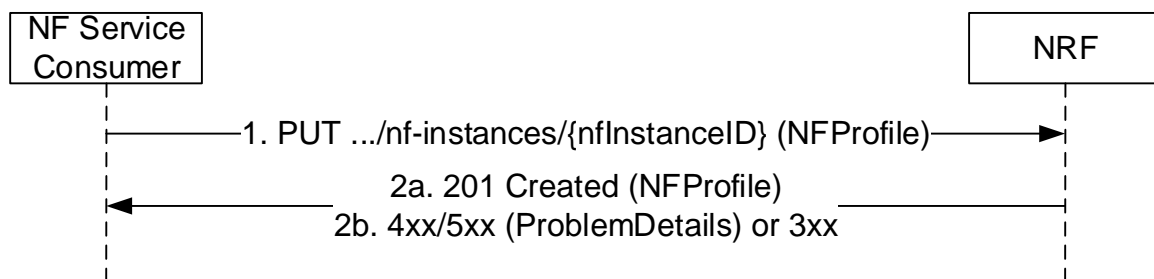 NF Service
Consumer
NRF
1. PUT .../nf-instances/{nfInstanceID} (NFProfile)
2a. 201 Created (NFProfile)
2b. 4xx/5xx (ProblemDetails) or 3xx